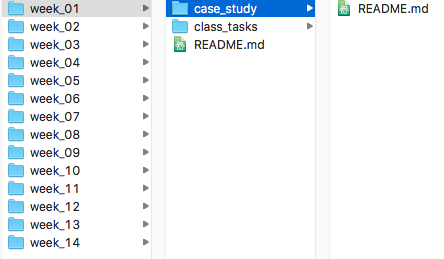 week_01
week_02
week_03
week_04
week_05
week_06
week_07
week_08
week_09
week_10
week_11
week_12
week_13
week_14
case_study
class_tasks
README.md
README.md